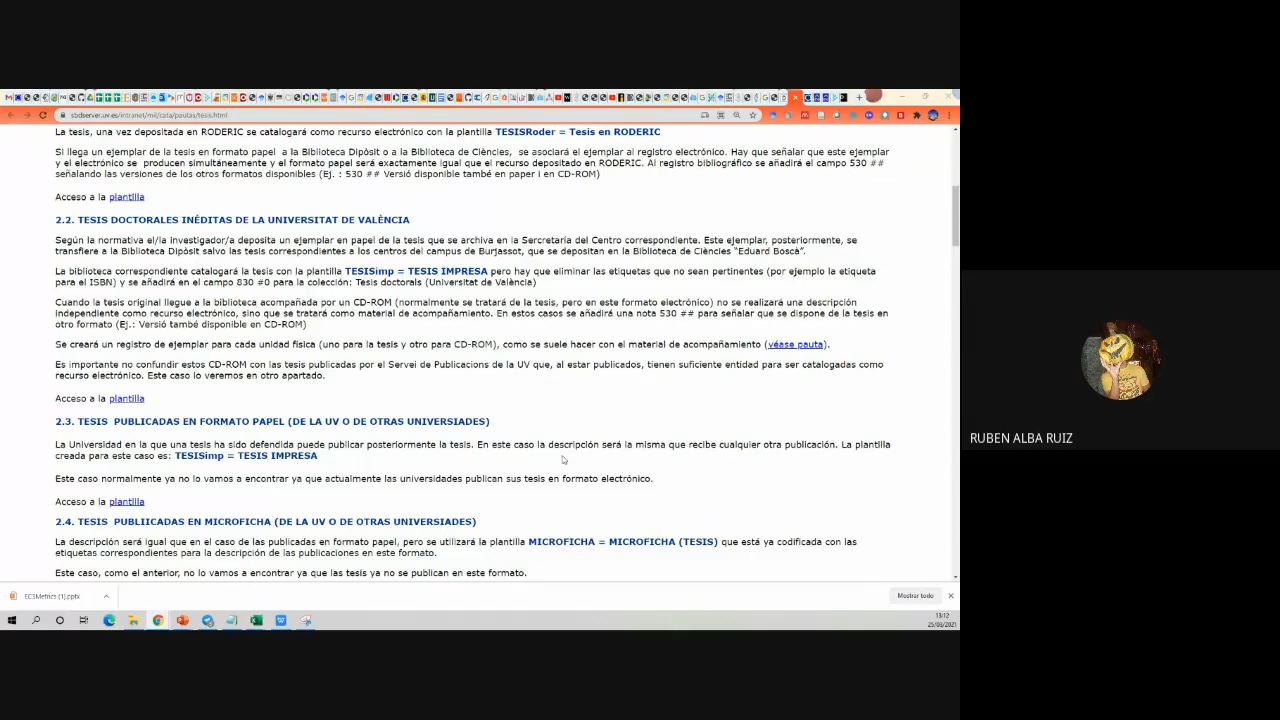 sbdserver.uv.es/intranet/mil/cata/pautas/tesis.html
La tesis, una vez depositada en RODERIC se catalogará como recurso electrónico con la plantilla TESISRoder = Tesis en RODERIC
Si llega un ejemplar de la tesis en formato papel a la Biblioteca Dipòsit o a la Biblioteca de Ciències, se asociará el ejemplar al registro electrónico. Hay que señalar que este ejemplar
y el electrónico se producen simultáneamente y el formato papel será exactamente igual que el recurso depositado en RODERIC. Al registro bibliográfico se añadirá el campo 530 ##
señalando las versiones de los otros formatos disponibles (Ej. : 530 ## Versió disponible també en paper i en CD-ROM)
Acceso a la plantilla
2.2. TESIS DOCTORALES INÉDITAS DE LA UNIVERSITAT DE VALÈNCIA
Según la normativa el/la investigador/a deposita un ejemplar en papel de la tesis que se archiva en la Sercretaría del Centro correspondiente. Este ejemplar, posteriormente, se
transfiere a la Biblioteca Dipòsit salvo las tesis correspondientes a los centros del campus de Burjassot, que se depositan en la Biblioteca de Ciències "Eduard Boscà".
La biblioteca correspondiente catalogará la tesis con la plantilla TESISimp = TESIS IMPRESA pero hay que eliminar las etiquetas que no sean pertinentes (por ejemplo la etiqueta
para el ISBN) y se añadirá en el campo 830 #0 para la colección: Tesis doctorals (Universitat de València)
Cuando la tesis original llegue a la biblioteca acompañada por un CD-ROM (normalmente se tratará de la tesis, pero en este formato electrónico) no se realizará una descripción
independiente como recurso electrónico, sino que se tratará como material de acompañamiento. En estos casos se añadirá una nota 530 ## para señalar que se dispone de la tesis en
otro formato (Ej.: Versió també disponible en CD-ROM)
Se creará un registro de ejemplar para cada unidad física (uno para la tesis y otro para CD-ROM), como se suele hacer con el material de acompañamiento (véase pauta).
Es importante no confundir estos CD-ROM con las tesis publicadas por el Servei de Publicacions de la UV que, al estar publicados, tienen suficiente entidad para ser catalogadas como
recurso electrónico. Este caso lo veremos en otro apartado.
Acceso a la plantilla
2.3. TESIS PUBLICADAS EN FORMATO PAPEL (DE LA UV O DE OTRAS UNIVERSIADES)
La Universidad en la que una tesis ha sido defendida puede publicar posteriormente la tesis. En este caso la descripción será la misma que recibe cualquier otra publicación. La plantilla
creada para este caso es: TESISimp = TESIS IMPRESA
Este caso normalmente ya no lo vamos a encontrar ya que actualmente las universidades publican sus tesis en formato electrónico.
Acceso a la plantilla
2.4. TESIS PUBLIICADAS EN MICROFICHA (DE LA UV O DE OTRAS UNIVERSIADES)
La descripción será igual que en el caso de las publicadas en formato papel, pero se utilizará la plantilla MICROFICHA = MICROFICHA (TESIS) que está ya codificada con las
etiquetas correspondientes para la descripción de las publicaciones en este formato.
Este caso, como el anterior, no lo vamos a encontrar ya que las tesis ya no se publican en este formato.
EC3Metrics (1).pptx
Mostrar todo
13:12
25/03/2021
RUBEN ALBA RUIZ